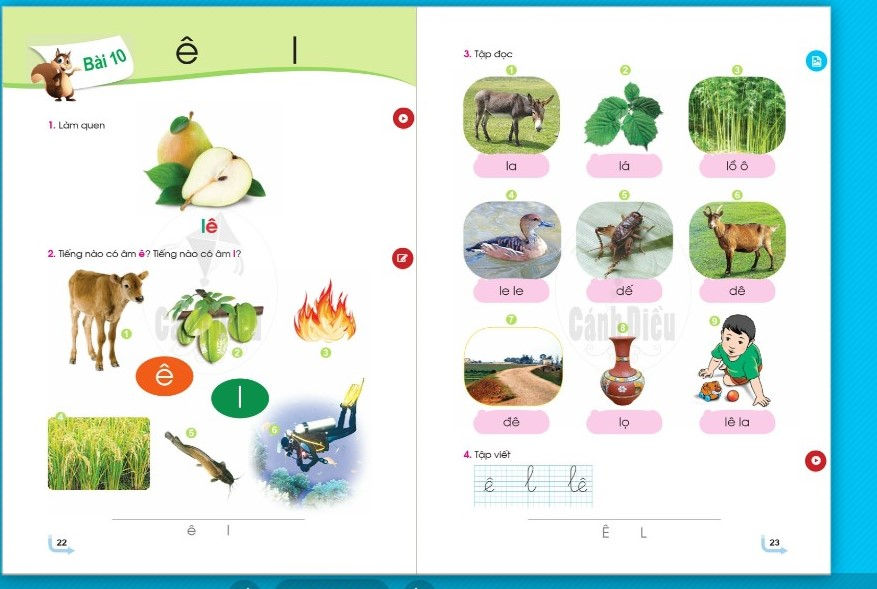 Bài 10
ê l
1. Làm quen
lê
2. Tiếng nào có âm ê? Tiếng nào có âm l?
1
2
3
ê
l
4
5
6
ê l
22
3. Tập đọc
1 2 3
la lá lồ ô
4 5 6
le le dế dê
7 8 9
đê lọ lê la
4. Tập viết
ê l lê
Ê L
23
Cánh Diều
Cánh Diều